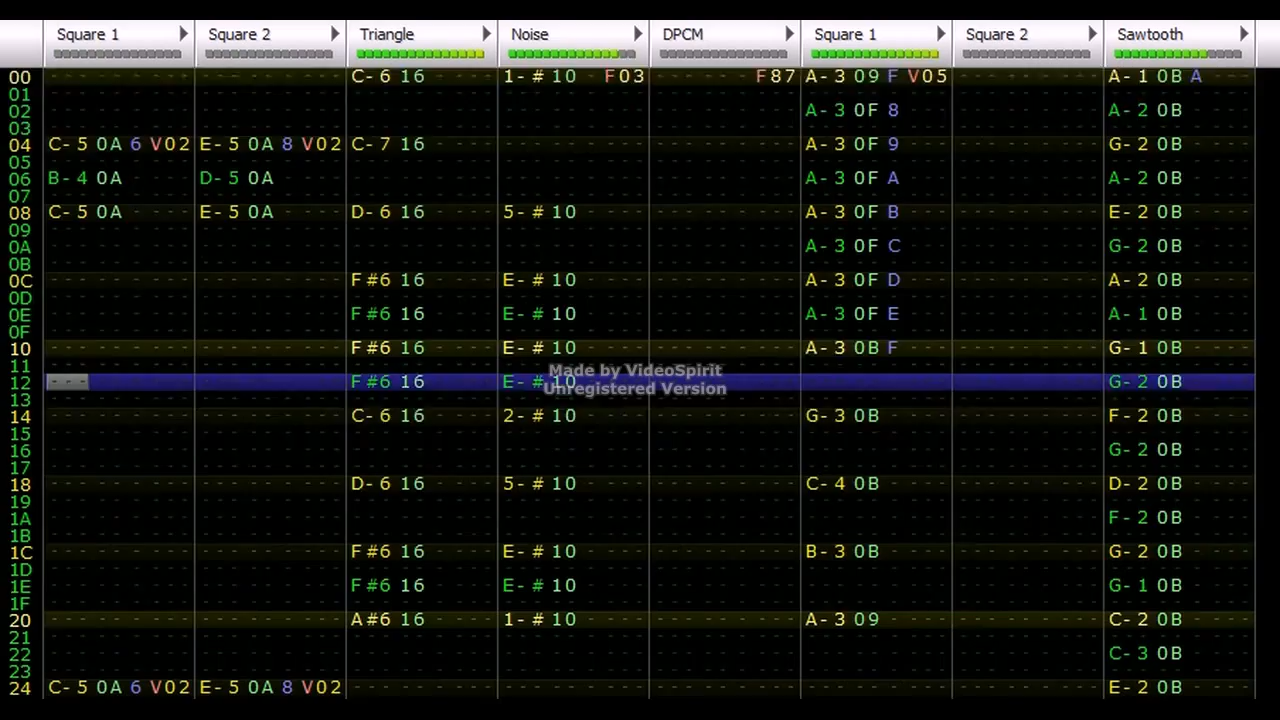 Square 1 Square 2 Triangle Noise DPCM Square 1 Square 2 Sawtooth
00 C-6 16 1-# 10 F03 F87 A-3 09 F V05 A-1 0B A
01
02 A-3 0F 8 A-2 0B
03
04 C-5 0A 6 V02 E-5 0A 8 V02 C-7 16 A-3 0F 9 G-2 0B
05
06 B-4 0A D-5 0A A-3 0F A A-2 0B
07
08 C-5 0A E-5 0A D-6 16 5-# 10 A-3 0F B E-2 0B
09
0A A-3 0F C G-2 0B
0B
0C F#6 16 E-# 10 A-3 0F D A-2 0B
0D
0E F#6 16 E-# 10 A-3 0F E A-1 0B
0F
10 F#6 16 E-# 10 A-3 0B F G-1 0B
11
Made by VideoSpirit
12 --- F#6 16 E-# 10 G-2 0B
Unregistered Version
13
14 C-6 16 2-# 10 G-3 0B F-2 0B
15
16 G-2 0B
17
18 D-6 16 5-# 10 C-4 0B D-2 0B
19
1A F-2 0B
1B
1C F#6 16 E-# 10 B-3 0B G-2 0B
1D
1E F#6 16 E-# 10 G-1 0B
1F
20 A#6 16 1-# 10 A-3 09 C-2 0B
21
22 C-3 0B
23
24 C-5 0A 6 V02 E-5 0A 8 V02 E-2 0B